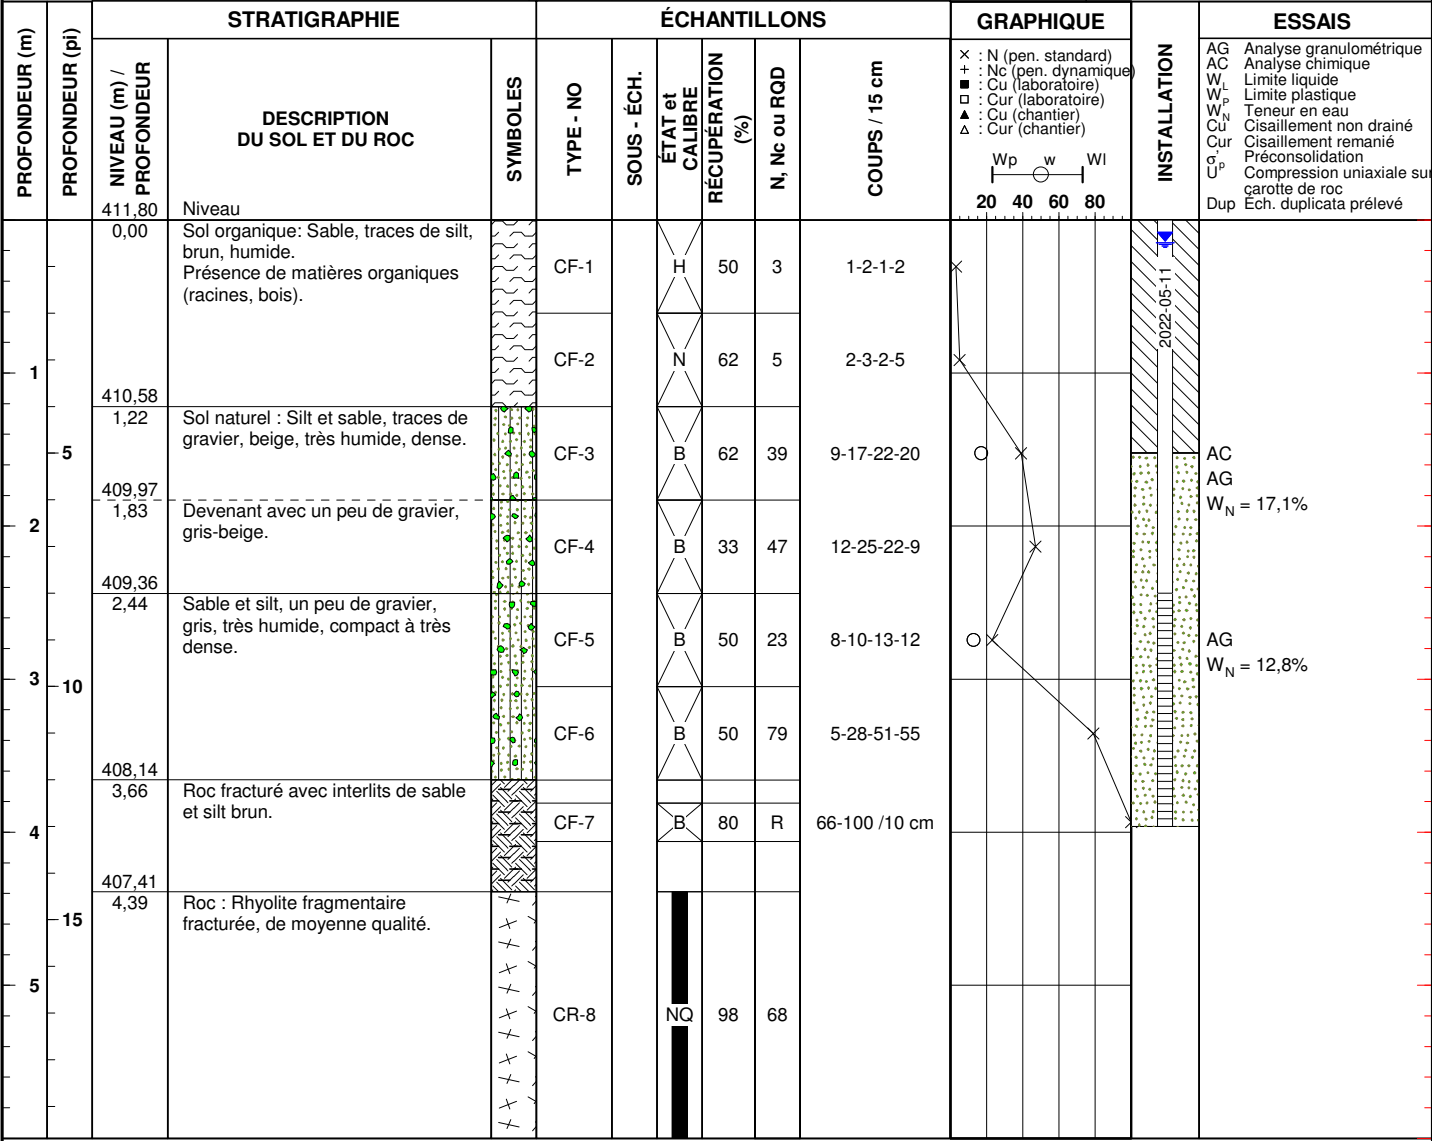 STRATIGRAPHIE
ÉCHANTILLONS
GRAPHIQUE
ESSAIS
PROFONDEUR (m)
PROFONDEUR (pi)
NIVEAU (m) /
PROFONDEUR
DESCRIPTION
DU SOL ET DU ROC
SYMBOLES
TYPE - NO
SOUS - ÉCH.
ÉTAT et
CALIBRE
RÉCUPÉRATION
(%)
N, Nc ou RQD
COUPS / 15 cm
× : N (pen. standard)
+ : Nc (pen. dynamique)
■ : Cu (laboratoire)
□ : Cur (laboratoire)
▲ : Cu (chantier)
△ : Cur (chantier)
Wp w Wl
20 40 60 80
INSTALLATION
AG Analyse granulométrique
AC Analyse chimique
W_L Limite liquide
W_P Limite plastique
W_N Teneur en eau
Cu Cisaillement non drainé
Cur Cisaillement remanié
σ'_p Préconsolidation
U Compression uniaxiale sur
carotte de roc
Dup Éch. duplicata prélevé
411,80 Niveau
0,00 Sol organique: Sable, traces de silt,
brun, humide.
Présence de matières organiques
(racines, bois).
CF-1 H 50 3 1-2-1-2
2022-05-11
CF-2 N 62 5 2-3-2-5
1
410,58
1,22 Sol naturel : Silt et sable, traces de
gravier, beige, très humide, dense.
5
CF-3 B 62 39 9-17-22-20
AC
AG
W_N = 17,1%
409,97
1,83 Devenant avec un peu de gravier,
gris-beige.
2
CF-4 B 33 47 12-25-22-9
409,36
2,44 Sable et silt, un peu de gravier,
gris, très humide, compact à très
dense.
CF-5 B 50 23 8-10-13-12
AG
W_N = 12,8%
3
10
CF-6 B 50 79 5-28-51-55
408,14
3,66 Roc fracturé avec interlits de sable
et silt brun.
4
CF-7 B 80 R 66-100 /10 cm
407,41
4,39 Roc : Rhyolite fragmentaire
fracturée, de moyenne qualité.
15
5
CR-8 NQ 98 68